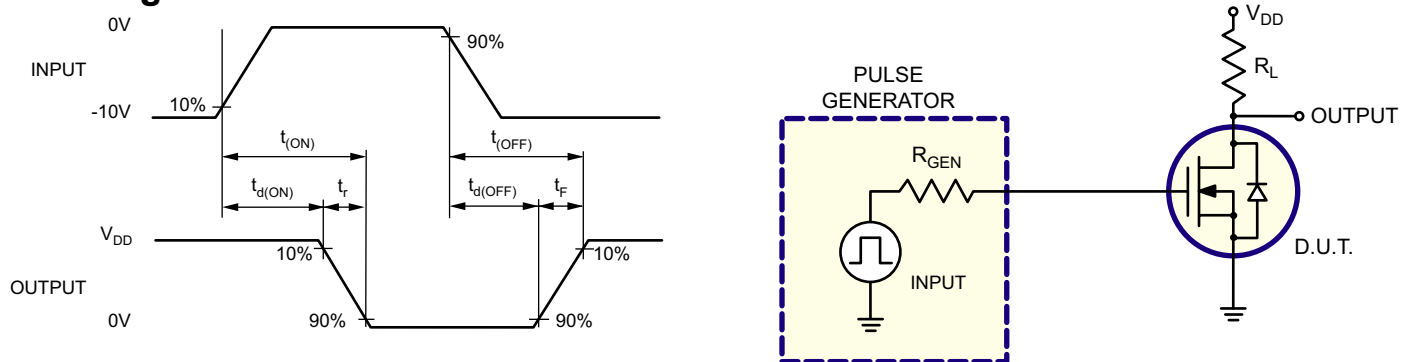 0V
INPUT
-10V
10%
90%
t(ON)
t(OFF)
td(ON)
tr
td(OFF)
tF
VDD
10%
10%
OUTPUT
0V
90%
90%
VDD
RL
OUTPUT
PULSE
GENERATOR
RGEN
INPUT
D.U.T.